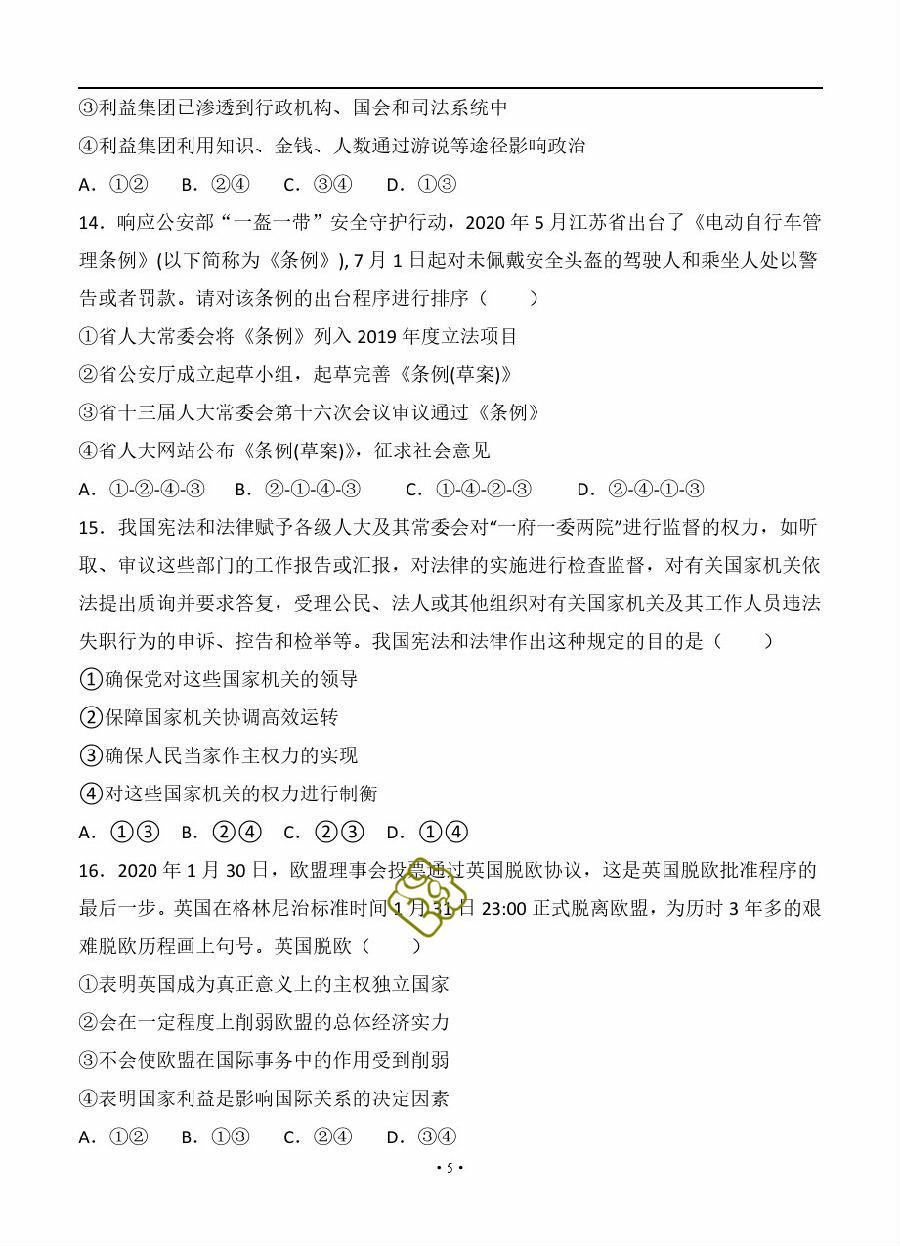 ③利益集团已渗透到行政机构、国会和司法系统中
④利益集团利用知识、金钱、人数通过游说等途径影响政治
A．①② B．②④ C．③④ D．①③
14．响应公安部“一盔一带”安全守护行动，2020 年 5 月江苏省出台了《电动自行车管
理条例》(以下简称为《条例》)，7 月 1 日起对未佩戴安全头盔的驾驶人和乘坐人处以警
告或者罚款。请对该条例的出台程序进行排序（　　）
①省人大常委会将《条例》列入 2019 年度立法项目
②省公安厅成立起草小组，起草完善《条例(草案)》
③省十三届人大常委会第十六次会议审议通过《条例》
④省人大网站公布《条例(草案)》，征求社会意见
A．①-②-④-③ B．②-①-④-③ C．①-④-②-③ D．②-④-①-③
15．我国宪法和法律赋予各级人大及其常委会对“一府一委两院”进行监督的权力，如听
取、审议这些部门的工作报告或汇报，对法律的实施进行检查监督，对有关国家机关依
法提出质询并要求答复，受理公民、法人或其他组织对有关国家机关及其工作人员违法
失职行为的申诉、控告和检举等。我国宪法和法律作出这种规定的目的是（　　）
①确保党对这些国家机关的领导
②保障国家机关协调高效运转
③确保人民当家作主权力的实现
④对这些国家机关的权力进行制衡
A．①③ B．②④ C．②③ D．①④
16．2020 年 1 月 30 日，欧盟理事会投票通过英国脱欧协议，这是英国脱欧批准程序的
最后一步。英国在格林尼治标准时间 1 月 31 日 23:00 正式脱离欧盟，为历时 3 年多的艰
难脱欧历程画上句号。英国脱欧（　　）
①表明英国成为真正意义上的主权独立国家
②会在一定程度上削弱欧盟的总体经济实力
③不会使欧盟在国际事务中的作用受到削弱
④表明国家利益是影响国际关系的决定因素
A．①② B．①③ C．②④ D．③④
• 5 •